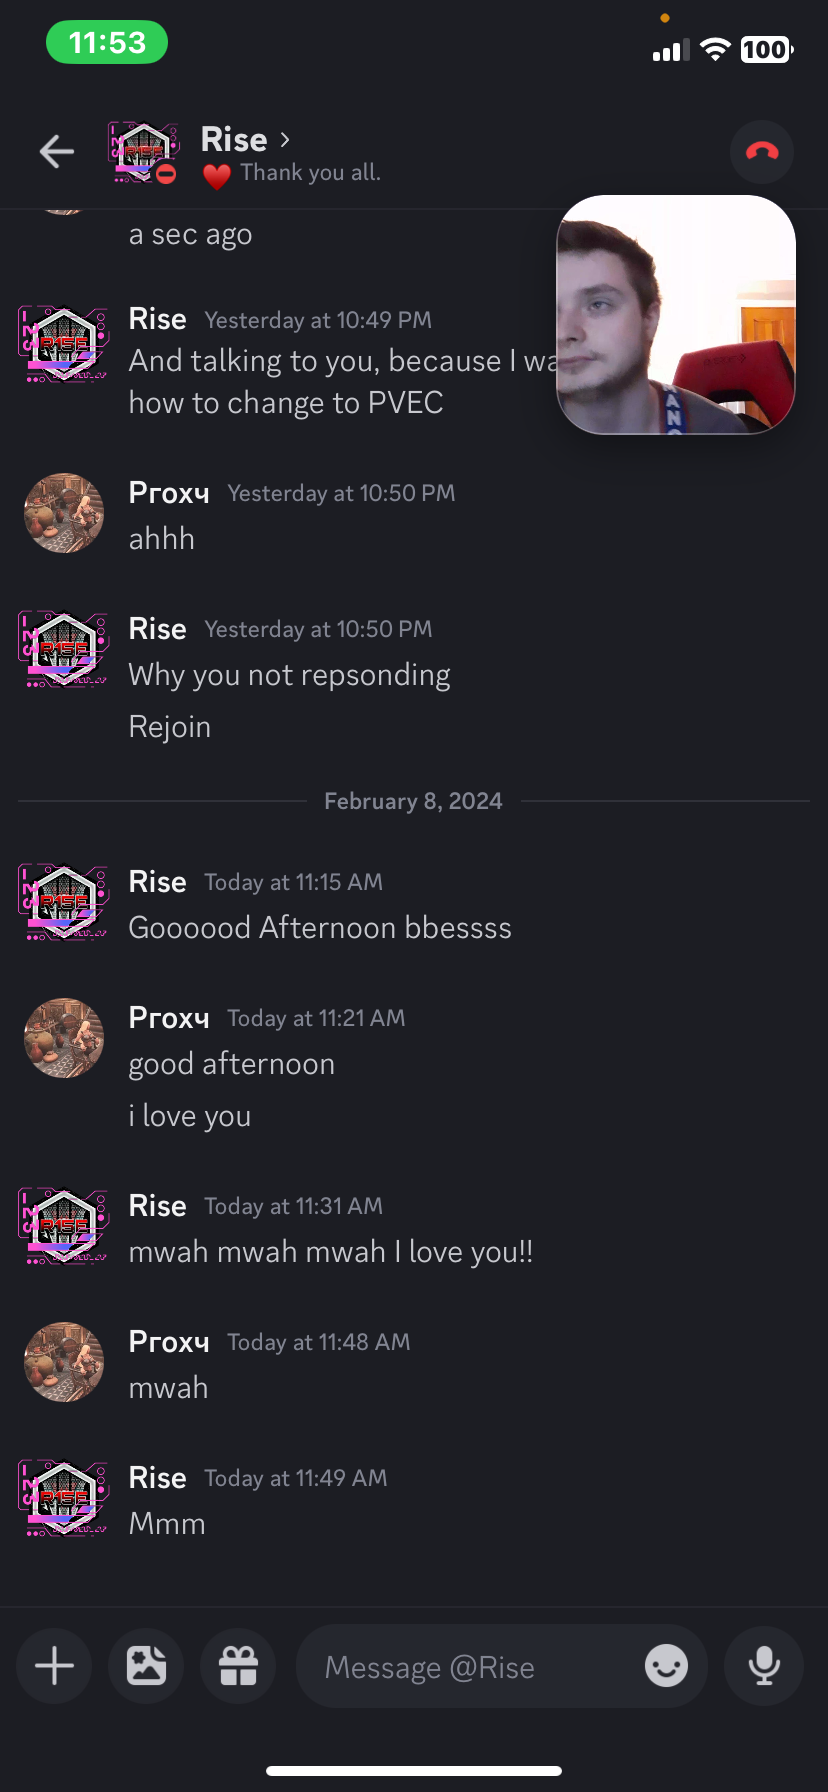 11:53
100
Rise
Thank you all.
a sec ago
Rise Yesterday at 10:49 PM
And talking to you, because I wa
how to change to PVEC
Prоxч Yesterday at 10:50 PM
ahhh
Rise Yesterday at 10:50 PM
Why you not repsonding
Rejoin
February 8, 2024
Rise Today at 11:15 AM
Goooood Afternoon bbessss
Prоxч Today at 11:21 AM
good afternoon
i love you
Rise Today at 11:31 AM
mwah mwah mwah I love you!!
Prоxч Today at 11:48 AM
mwah
Rise Today at 11:49 AM
Mmm
Message @Rise